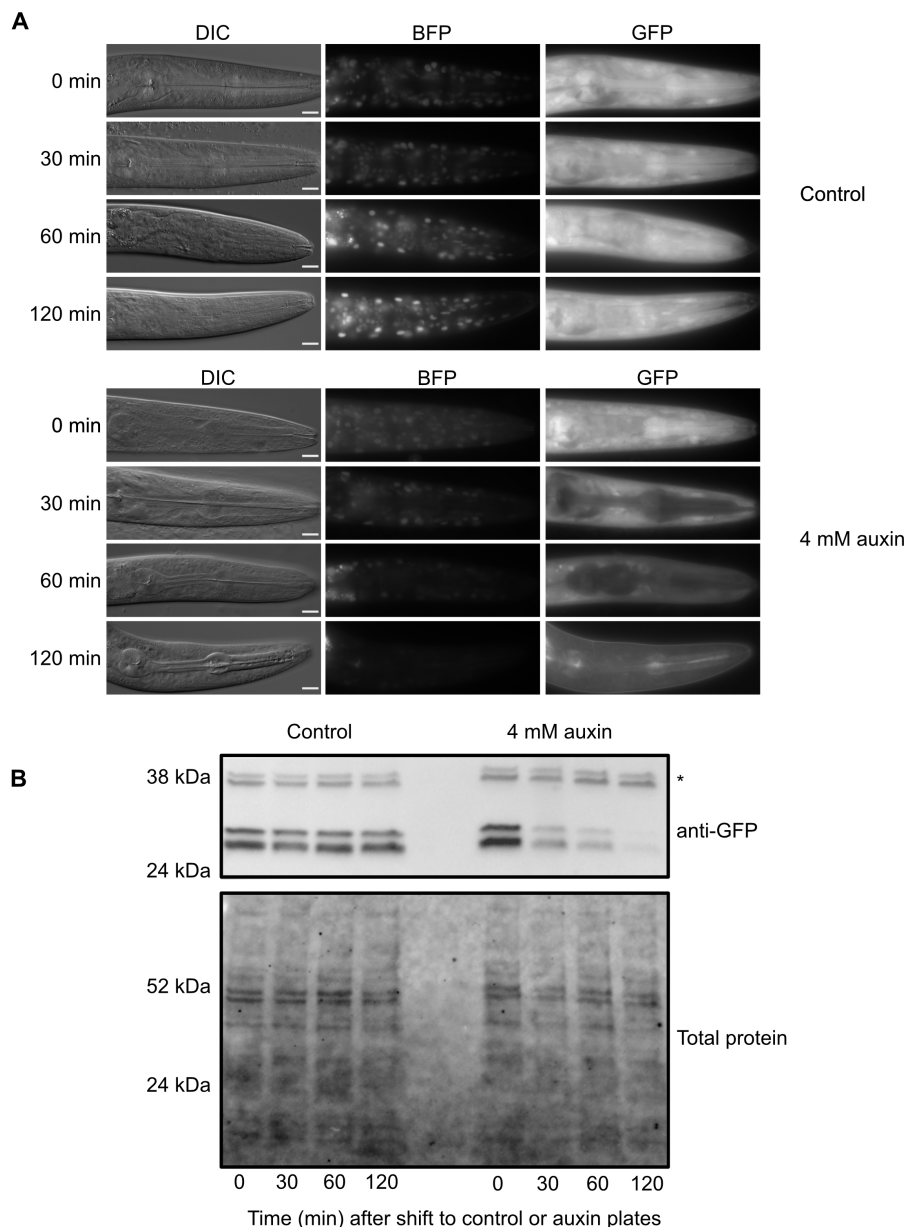 A
DIC BFP GFP
0 min
30 min
Control
60 min
120 min
DIC BFP GFP
0 min
30 min
4 mM auxin
60 min
120 min
Control 4 mM auxin
B
38 kDa *
anti-GFP
24 kDa
52 kDa
Total protein
24 kDa
0 30 60 120 0 30 60 120
Time (min) after shift to control or auxin plates